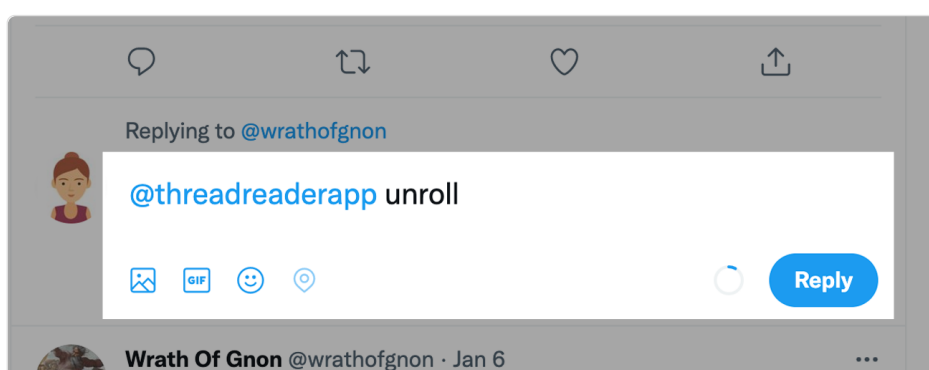 Replying to @wrathofgnon
@threadreaderapp unroll
GIF
Reply
Wrath Of Gnon @wrathofgnon · Jan 6